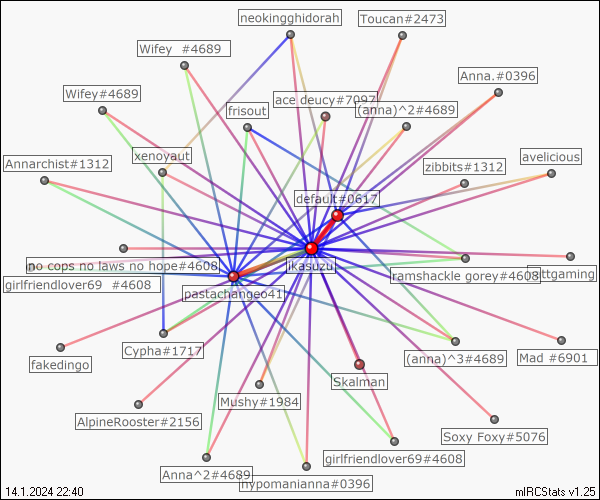 neokingghidorah
Toucan#2473
Wifey #4689
Anna.#0396
Wifey#4689
ace deucy#7097
(anna)^2#4689
frisout
xenoyaut
avelicious
Annarchist#1312
zibbits#1312
default#0617
no cops no laws no hope#4608
jikasuzu
ramshackle gorey#4608
girlfriendlover69 #4608
pastachangeo41
Cypha#1717
(anna)^3#4689
Mad #6901
fakedingo
Skalman
Mushy#1984
AlpineRooster#2156
Soxy Foxy#5076
girlfriendlover69#4608
Anna^2#4689
hypomanianna#0396
14.1.2024 22:40
mIRCStats v1.25